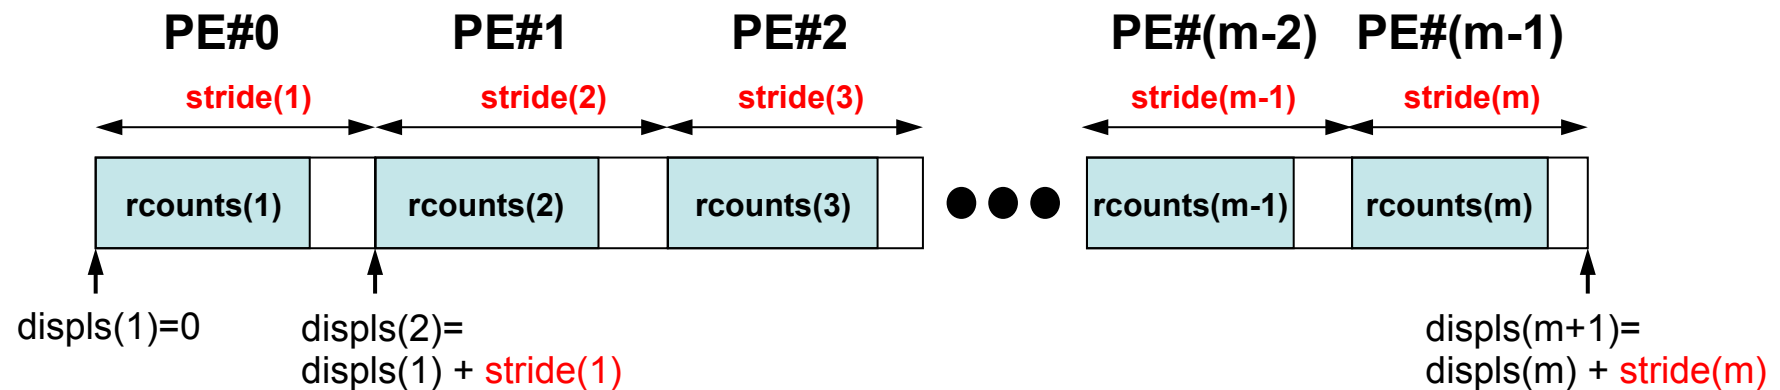 PE#0 PE#1 PE#2 PE#(m-2) PE#(m-1)
stride(1) stride(2) stride(3) stride(m-1) stride(m)
rcounts(1) rcounts(2) rcounts(3) rcounts(m-1) rcounts(m)
displs(1)=0 displs(2)= displs(m+1)=
displs(1) + stride(1) displs(m) + stride(m)